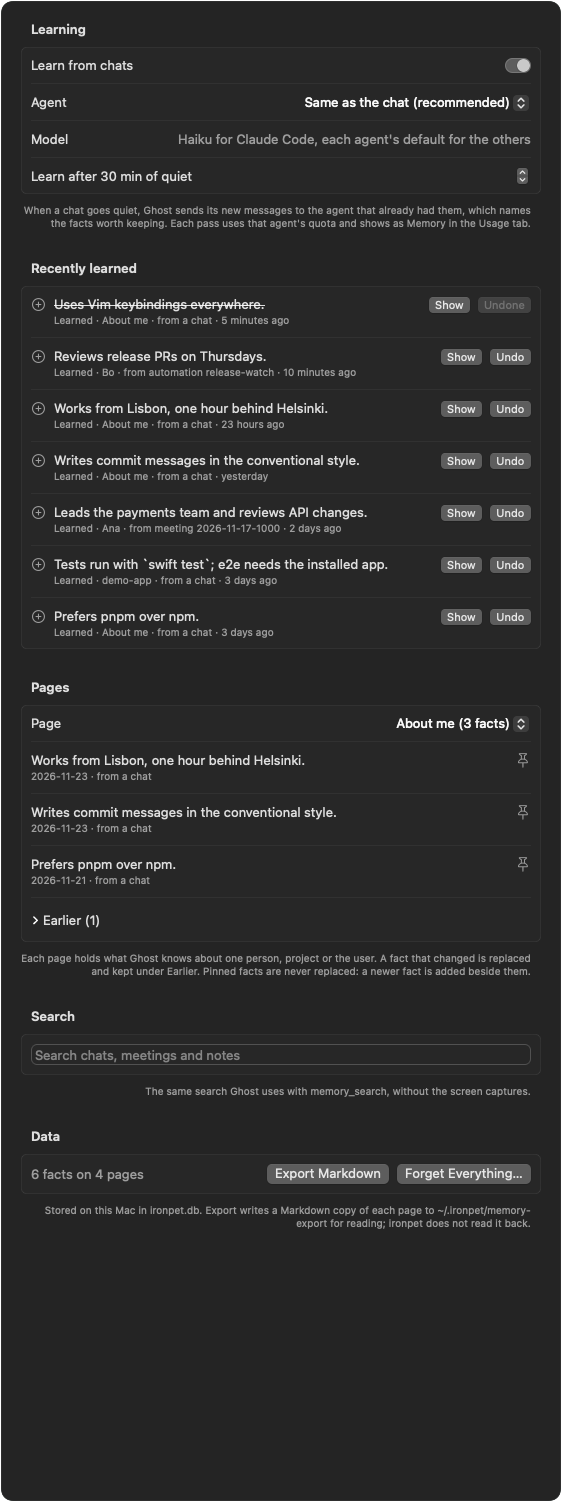 Learning
Learn from chats
Agent
Same as the chat (recommended)
Model
Haiku for Claude Code, each agent's default for the others
Learn after 30 min of quiet
When a chat goes quiet, Ghost sends its new messages to the agent that already had them, which names
the facts worth keeping. Each pass uses that agent's quota and shows as Memory in the Usage tab.
Recently learned
Uses Vim keybindings everywhere.
Show
Undone
Learned · About me · from a chat · 5 minutes ago
Reviews release PRs on Thursdays.
Show
Undo
Learned · Bo · from automation release-watch · 10 minutes ago
Works from Lisbon, one hour behind Helsinki.
Show
Undo
Learned · About me · from a chat · 23 hours ago
Writes commit messages in the conventional style.
Show
Undo
Learned · About me · from a chat · yesterday
Leads the payments team and reviews API changes.
Show
Undo
Learned · Ana · from meeting 2026-11-17-1000 · 2 days ago
Tests run with `swift test`; e2e needs the installed app.
Show
Undo
Learned · demo-app · from a chat · 3 days ago
Prefers pnpm over npm.
Show
Undo
Learned · About me · from a chat · 3 days ago
Pages
Page
About me (3 facts)
Works from Lisbon, one hour behind Helsinki.
2026-11-23 · from a chat
Writes commit messages in the conventional style.
2026-11-23 · from a chat
Prefers pnpm over npm.
2026-11-21 · from a chat
Earlier (1)
Each page holds what Ghost knows about one person, project or the user. A fact that changed is replaced
and kept under Earlier. Pinned facts are never replaced: a newer fact is added beside them.
Search
Search chats, meetings and notes
The same search Ghost uses with memory_search, without the screen captures.
Data
6 facts on 4 pages
Export Markdown
Forget Everything...
Stored on this Mac in ironpet.db. Export writes a Markdown copy of each page to ~/.ironpet/memory-
export for reading; ironpet does not read it back.